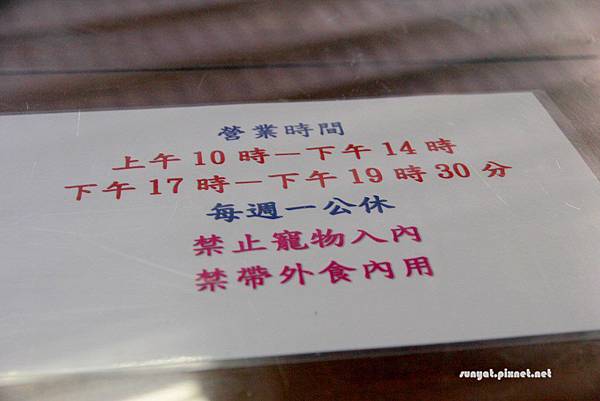 營業時間
上午10時－下午14時
下午17時－下午19時30分
每週一公休
禁止寵物入內
禁帶外食內用
sunyat.pixnet.net